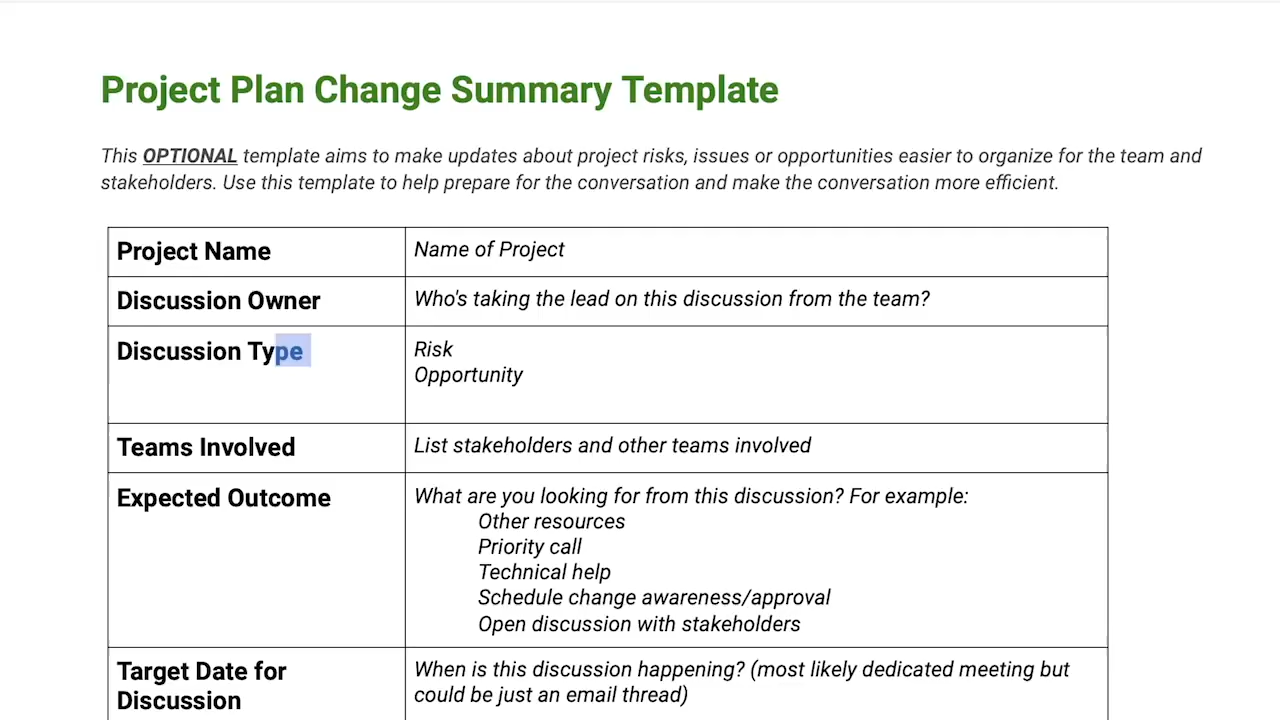 Project Plan Change Summary Template
This OPTIONAL template aims to make updates about project risks, issues or opportunities easier to organize for the team and
stakeholders. Use this template to help prepare for the conversation and make the conversation more efficient.
Project Name
Name of Project
Discussion Owner
Who's taking the lead on this discussion from the team?
Discussion Type
Risk
Opportunity
Teams Involved
List stakeholders and other teams involved
Expected Outcome
What are you looking for from this discussion? For example:
Other resources
Priority call
Technical help
Schedule change awareness/approval
Open discussion with stakeholders
Target Date for
Discussion
When is this discussion happening? (most likely dedicated meeting but
could be just an email thread)